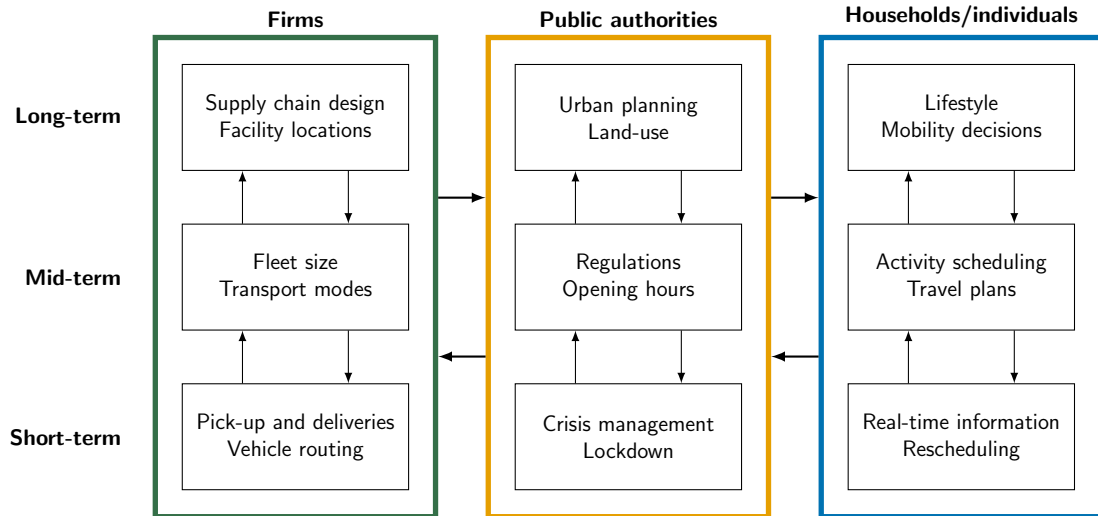 Firms
Public authorities
Households/individuals
Long-term
Supply chain design
Facility locations
Urban planning
Land-use
Lifestyle
Mobility decisions
Mid-term
Fleet size
Transport modes
Regulations
Opening hours
Activity scheduling
Travel plans
Short-term
Pick-up and deliveries
Vehicle routing
Crisis management
Lockdown
Real-time information
Rescheduling